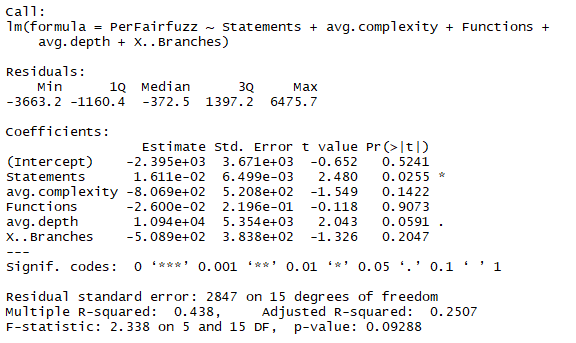 Call:
lm(formula = PerFairfuzz ~ Statements + avg.complexity + Functions +
    avg.depth + X..Branches)
Residuals:
    Min      1Q  Median      3Q     Max
-3663.2 -1160.4  -372.5  1397.2  6475.7
Coefficients:
                 Estimate Std. Error t value Pr(>|t|)
(Intercept)    -2.395e+03  3.671e+03  -0.652   0.5241
Statements      1.611e-02  6.499e-03   2.480   0.0255 *
avg.complexity -8.069e+02  5.208e+02  -1.549   0.1422
Functions      -2.600e-02  2.196e-01  -0.118   0.9073
avg.depth       1.094e+04  5.354e+03   2.043   0.0591 .
X..Branches    -5.089e+02  3.838e+02  -1.326   0.2047
---
Signif. codes:  0 ‘***’ 0.001 ‘**’ 0.01 ‘*’ 0.05 ‘.’ 0.1 ‘ ’ 1
Residual standard error: 2847 on 15 degrees of freedom
Multiple R-squared:  0.438,     Adjusted R-squared:  0.2507
F-statistic: 2.338 on 5 and 15 DF,  p-value: 0.09288